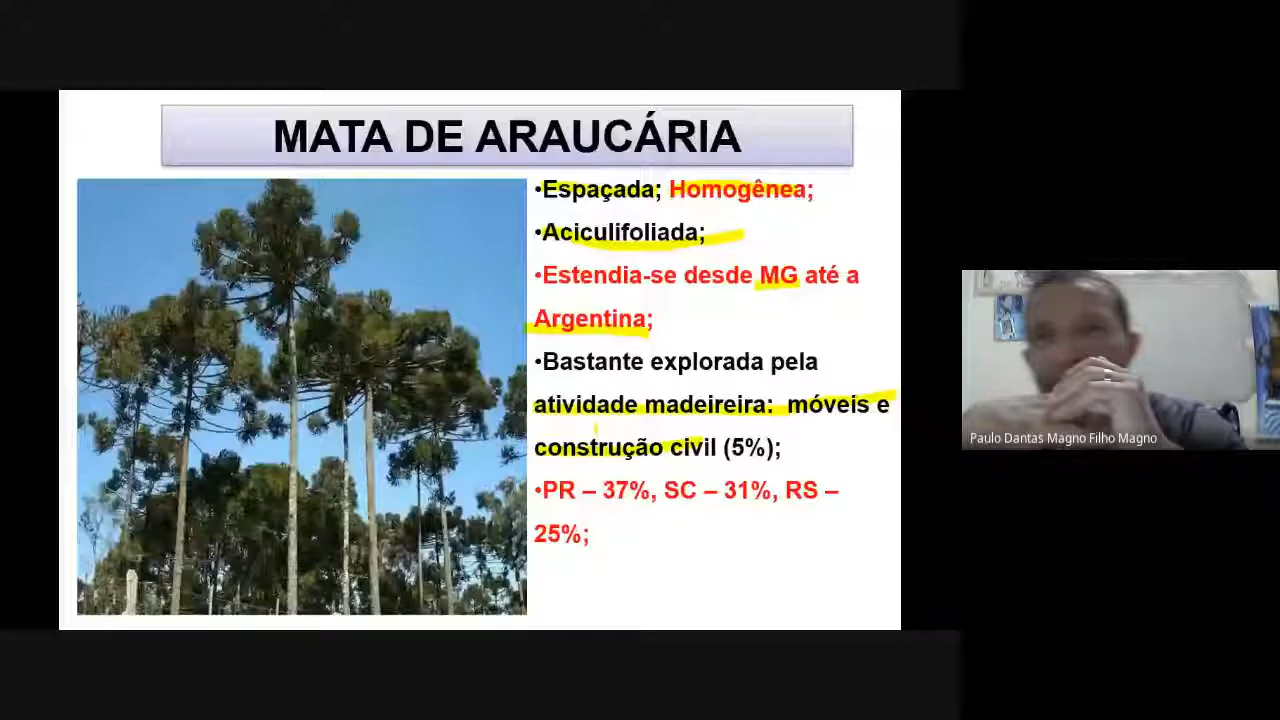 MATA DE ARAUCÁRIA
•Espaçada; Homogênea;
•Aciculifoliada;
•Estendia-se desde MG até a
Argentina;
•Bastante explorada pela
atividade madeireira: móveis e
construção civil (5%);
•PR – 37%, SC – 31%, RS –
25%;
Paulo Dantas Magno Filho Magno